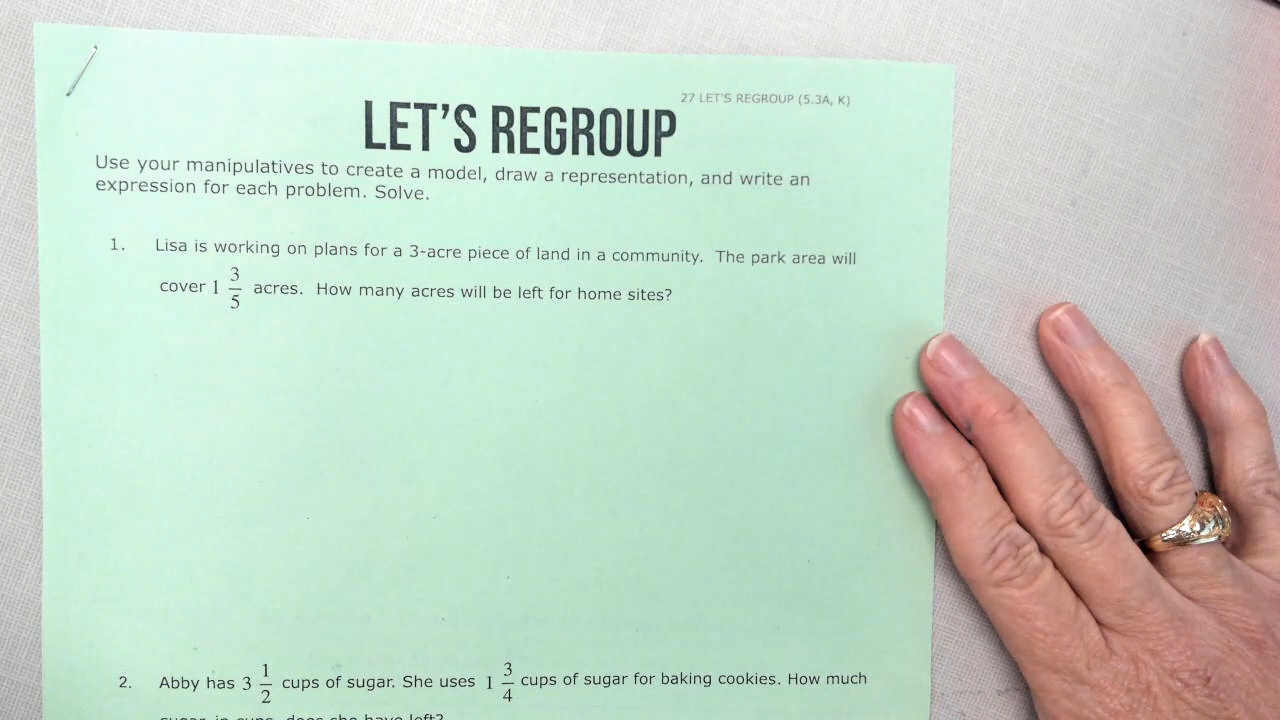 27 LET'S REGROUP (5.3A, K)
LET'S REGROUP
Use your manipulatives to create a model, draw a representation, and write an
expression for each problem. Solve.
1. Lisa is working on plans for a 3-acre piece of land in a community. The park area will
cover 1 3/5 acres. How many acres will be left for home sites?
2. Abby has 3 1/2 cups of sugar. She uses 1 3/4 cups of sugar for baking cookies. How much
sugar, in cups, does she have left?